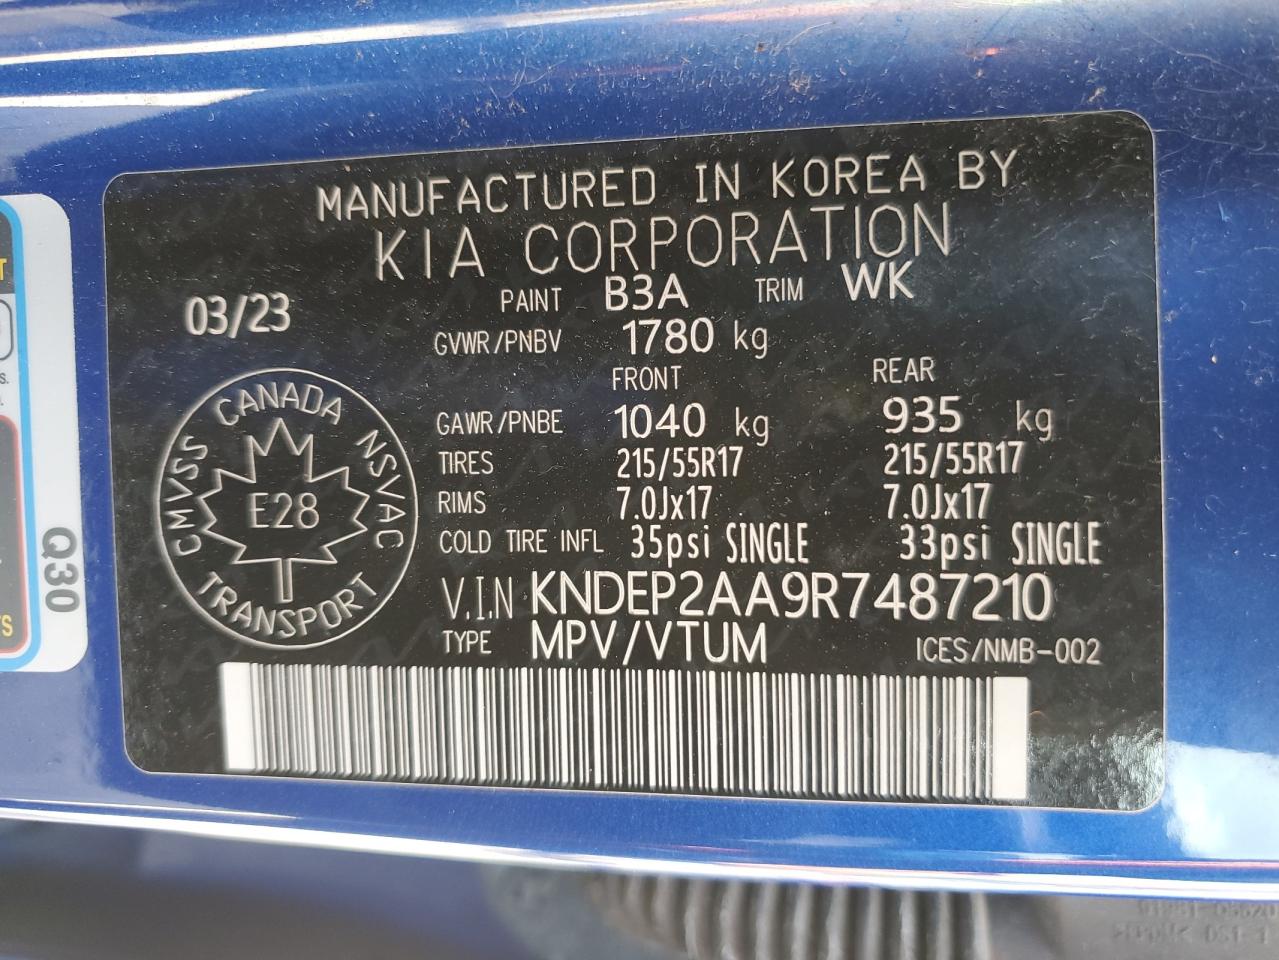 MANUFACTURED IN KOREA BY
KIA CORPORATION
03/23
PAINT B3A TRIM WK
GVWR/PNBV 1780 kg
FRONT REAR
GAWR/PNBE 1040 kg 935 kg
TIRES 215/55R17 215/55R17
RIMS 7.0Jx17 7.0Jx17
COLD TIRE INFL 35psi SINGLE 33psi SINGLE
V.I.N KNDEP2AA9R7487210
TYPE MPV/VTUM ICES/NMB-002
CMVSS CANADA NSVAC
E28
TRANSPORT
Q30